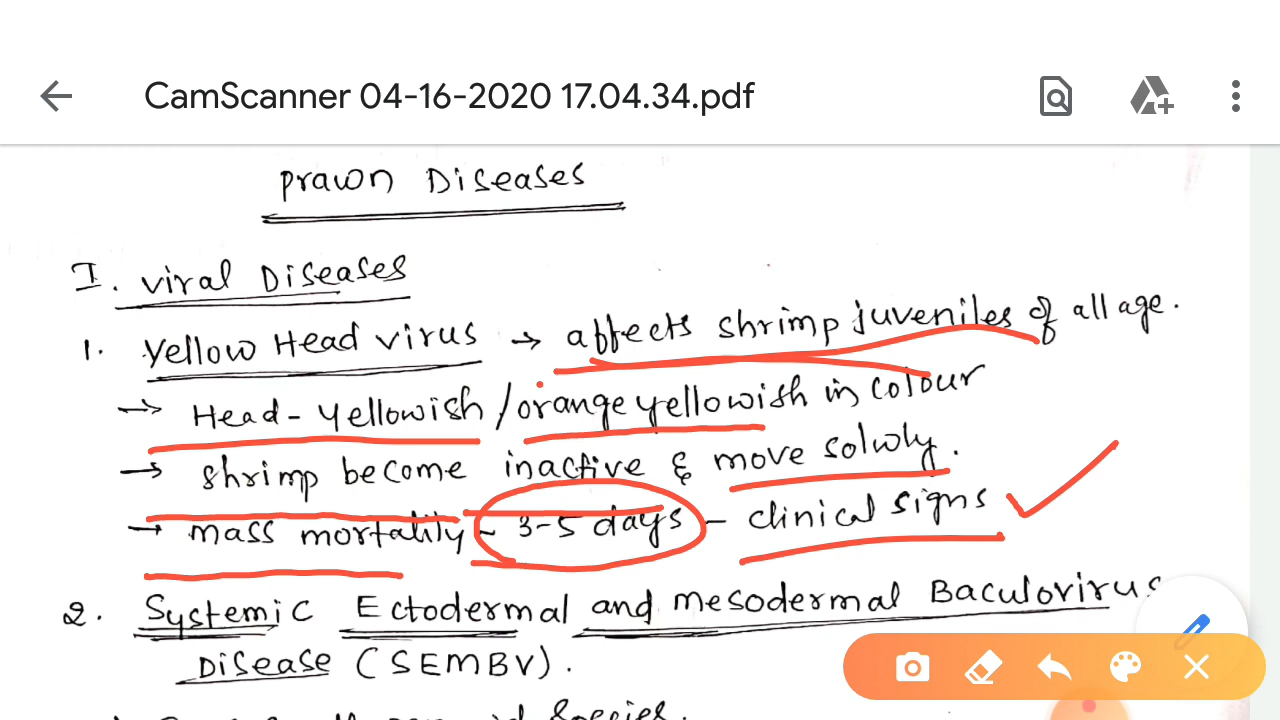 CamScanner 04-16-2020 17.04.34.pdf
Prawn Diseases
I. Viral Diseases
1. Yellow Head virus → affects shrimp juveniles of all age.
→ Head - yellowish / orange yellowish in colour
→ shrimp become inactive & move solwly.
→ mass mortality - 3-5 days - clinical signs
2. Systemic Ectodermal and mesodermal Baculovirus
Disease (SEMBV).
species.